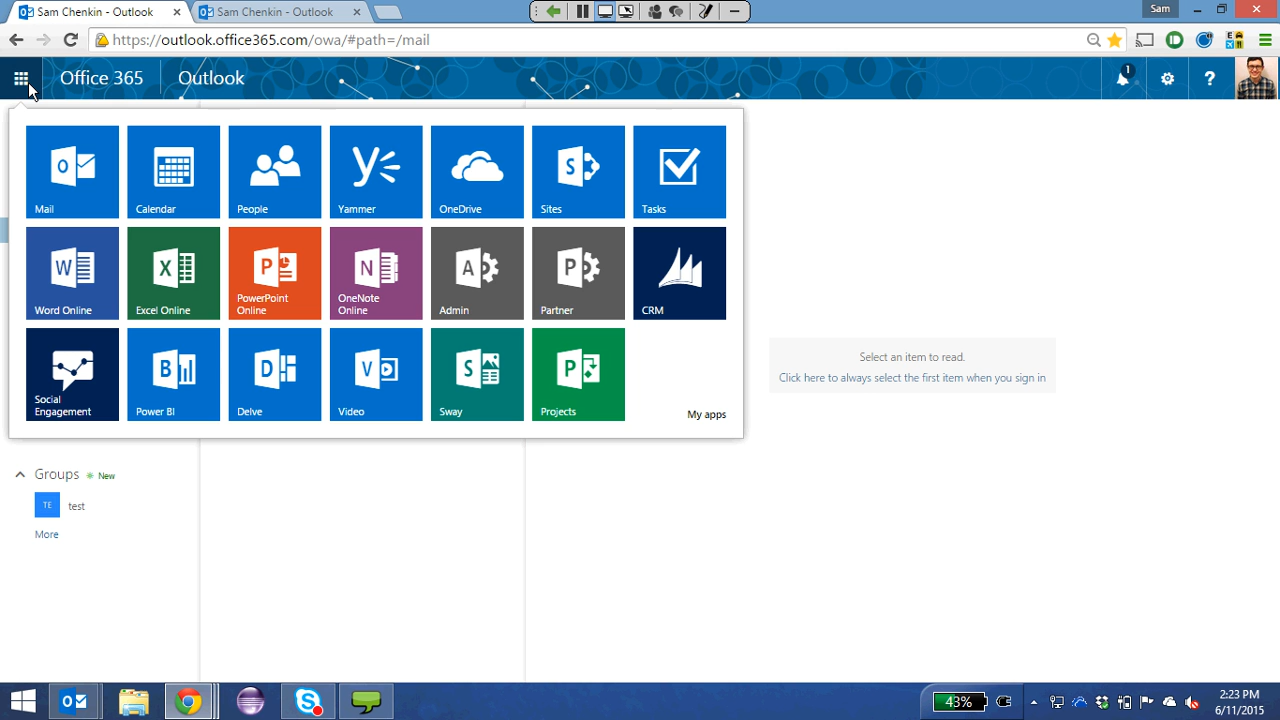 Sam Chenkin - Outlook
Sam Chenkin - Outlook
Sam
https://outlook.office365.com/owa/#path=/mail
Office 365
Outlook
1
?
Mail
Calendar
People
Yammer
OneDrive
Sites
Tasks
Word Online
Excel Online
PowerPoint
Online
OneNote
Online
Admin
Partner
CRM
Social
Engagement
Power BI
Delve
Video
Sway
Projects
My apps
Select an item to read.
Click here to always select the first item when you sign in
Groups New
TE test
More
43%
2:23 PM
6/11/2015